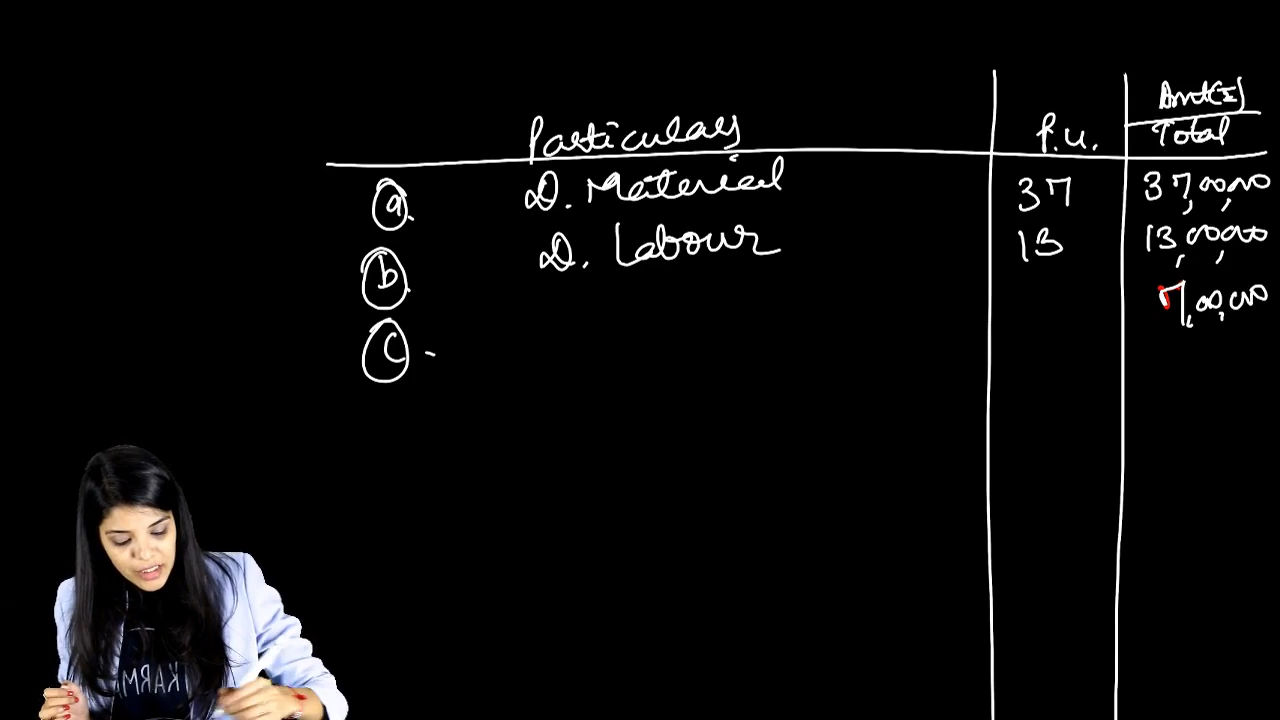 Amt(₹)
Particulars P.U. Total
a. D. Material 37 37,00,000
b. D. Labour 13 13,00,000
7,00,000
c.
KARM